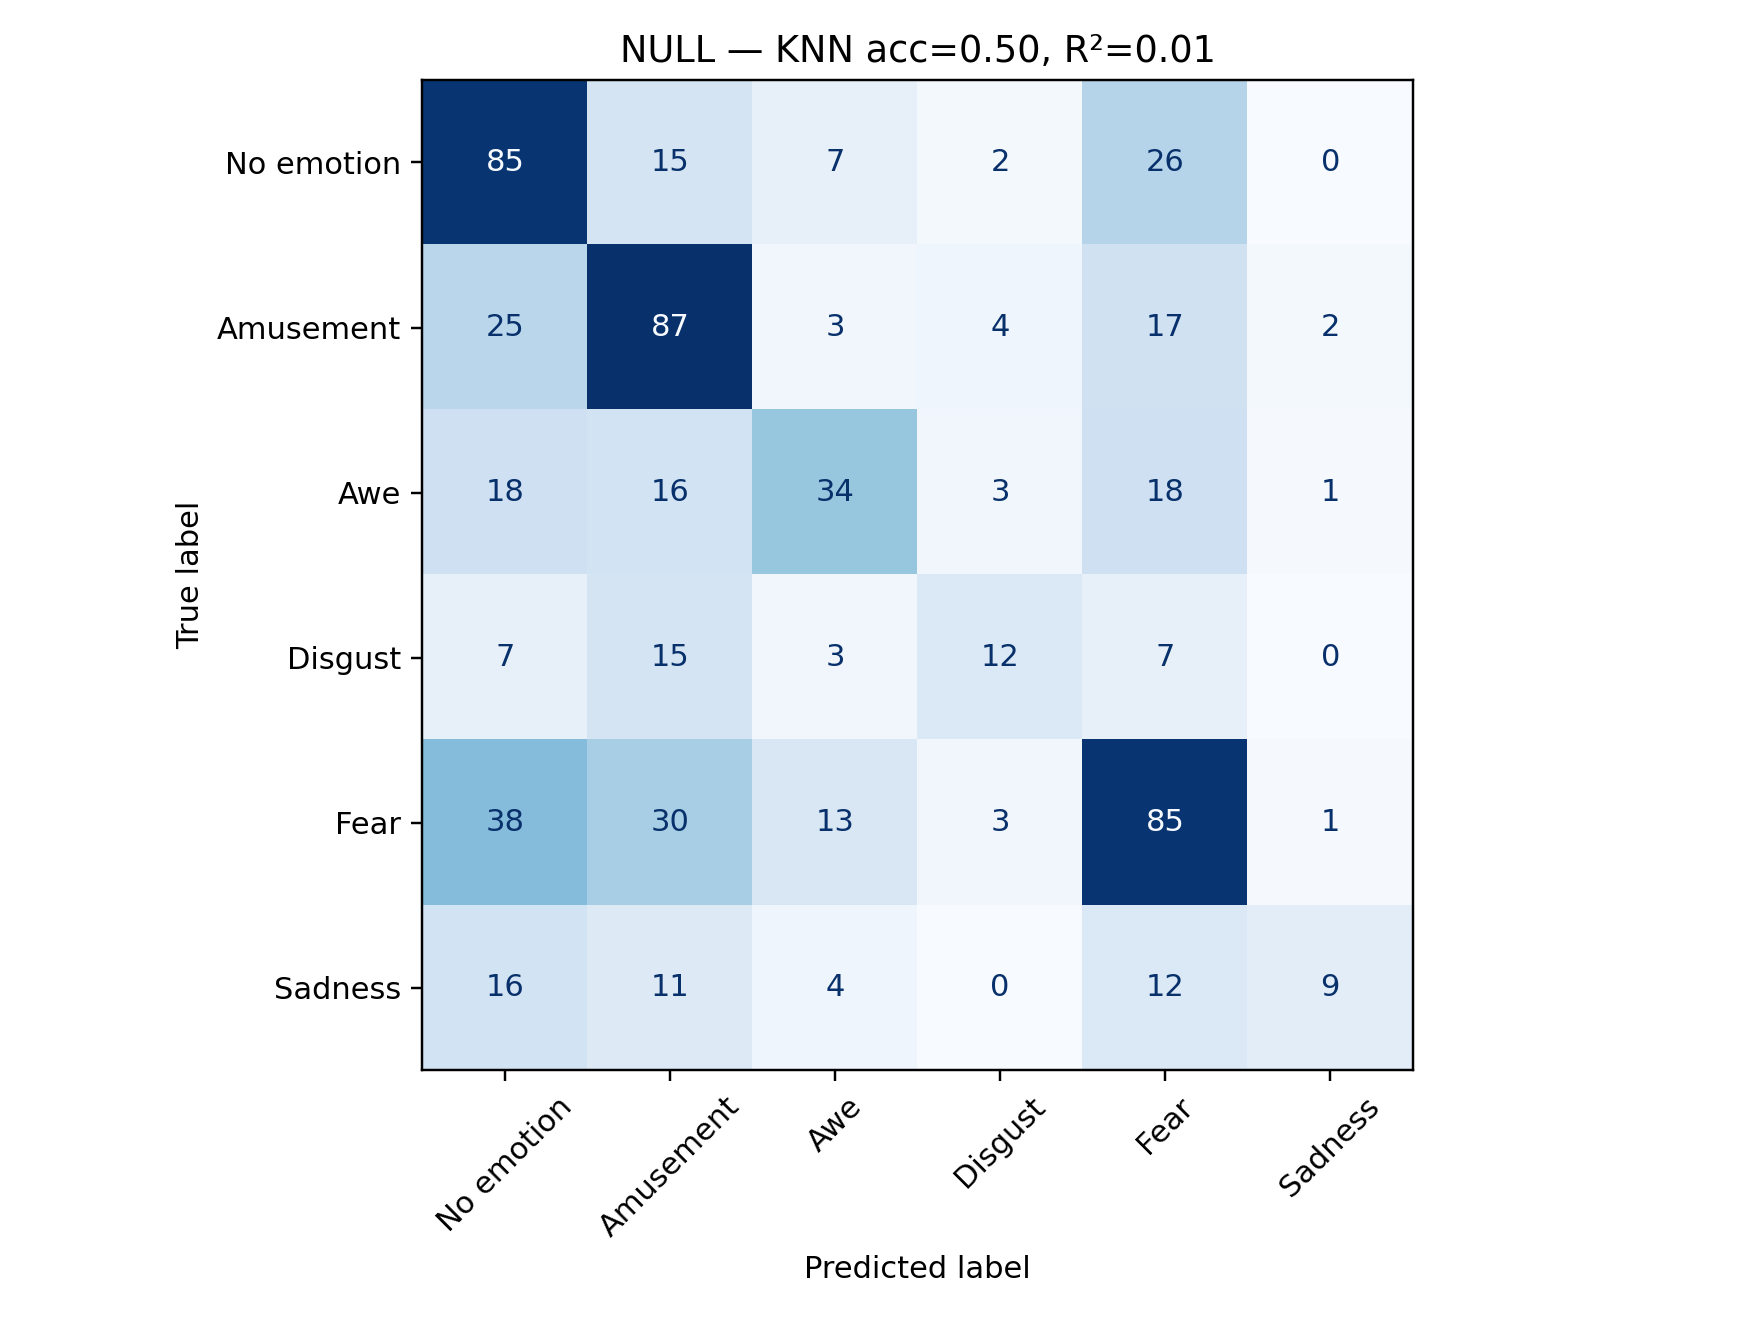 NULL — KNN acc=0.50, R²=0.01
True label
No emotion 85 15 7 2 26 0
Amusement 25 87 3 4 17 2
Awe 18 16 34 3 18 1
Disgust 7 15 3 12 7 0
Fear 38 30 13 3 85 1
Sadness 16 11 4 0 12 9
No emotion Amusement Awe Disgust Fear Sadness
Predicted label